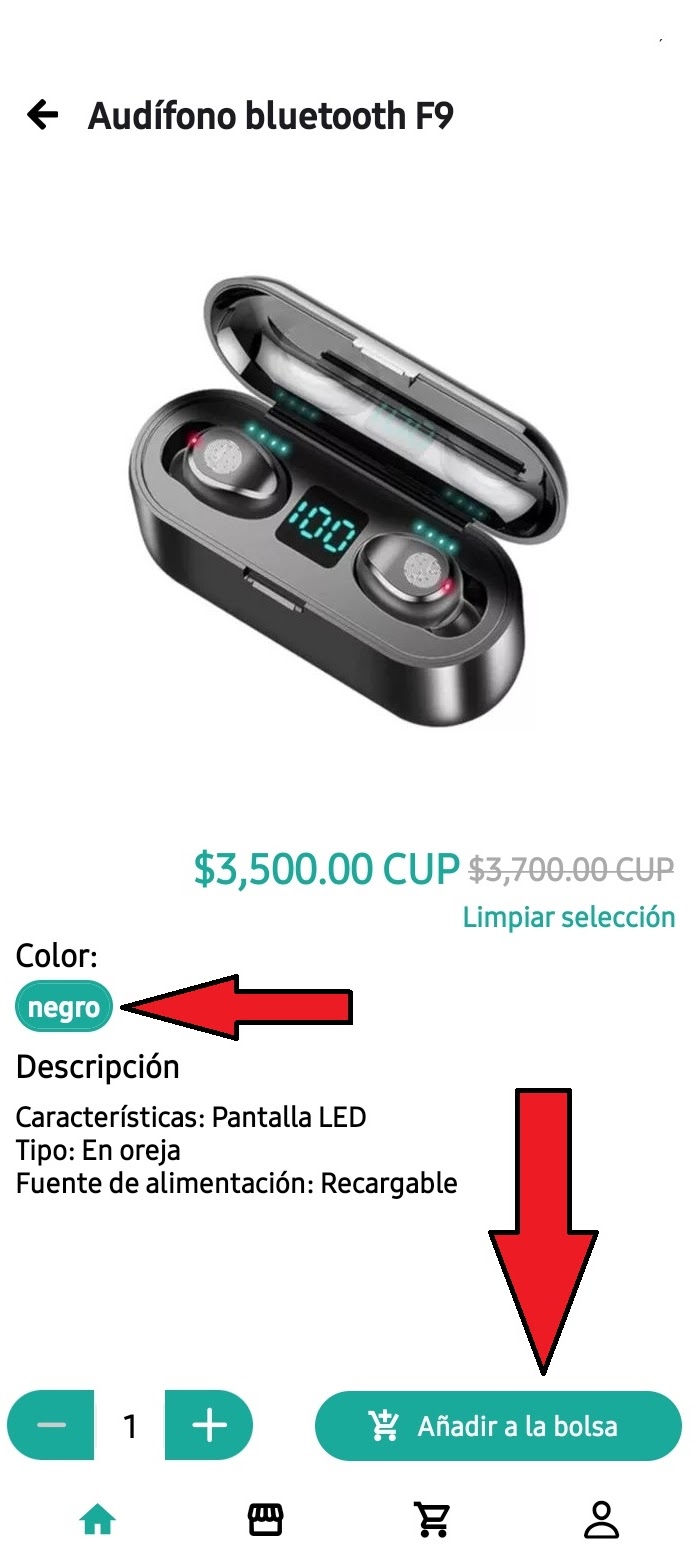 Audífono bluetooth F9
100
$3,500.00 CUP $3,700.00 CUP
Limpiar selección
Color:
negro
Descripción
Características: Pantalla LED
Tipo: En oreja
Fuente de alimentación: Recargable
1
Añadir a la bolsa